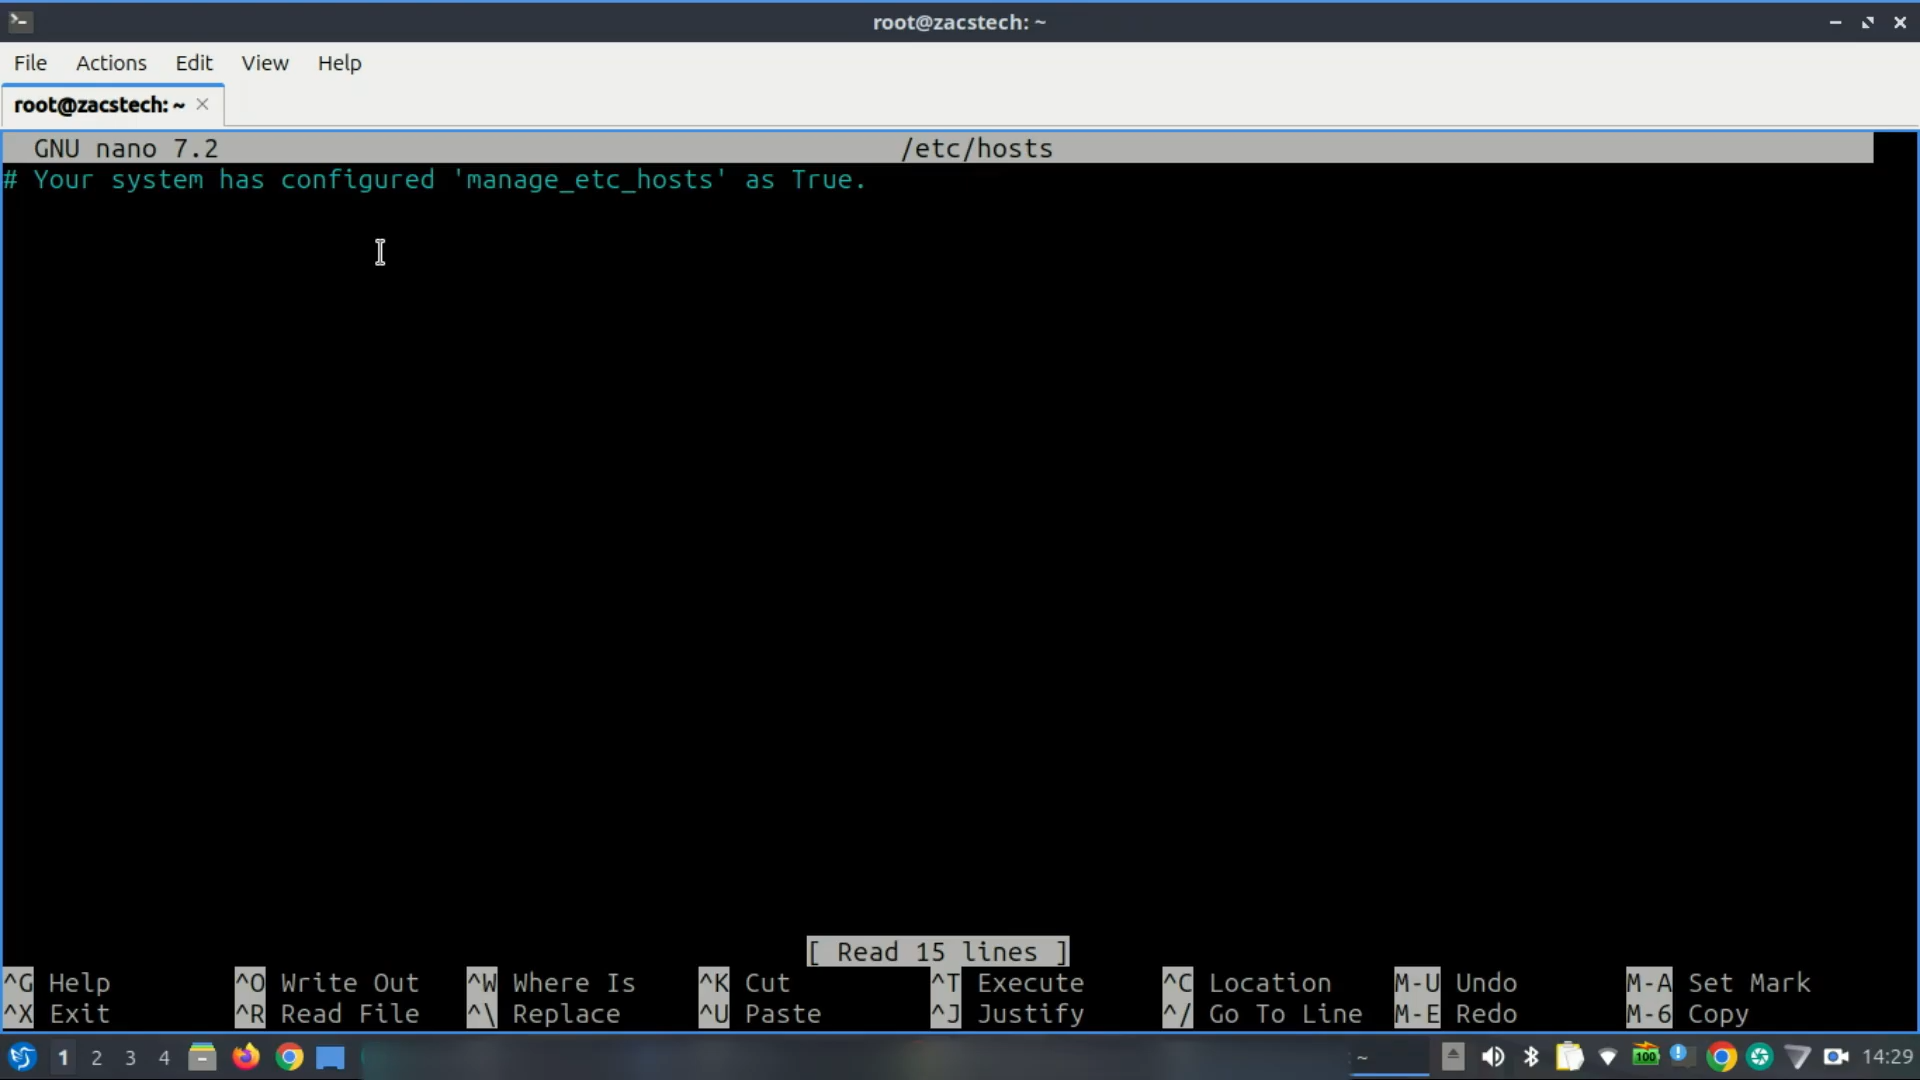 root@zacstech: ~
File Actions Edit View Help
root@zacstech: ~
GNU nano 7.2 /etc/hosts
# Your system has configured 'manage_etc_hosts' as True.
[ Read 15 lines ]
^G Help ^O Write Out ^W Where Is ^K Cut ^T Execute ^C Location M-U Undo M-A Set Mark
^X Exit ^R Read File ^\ Replace ^U Paste ^J Justify ^/ Go To Line M-E Redo M-6 Copy
1 2 3 4 : ~ 100 14:29